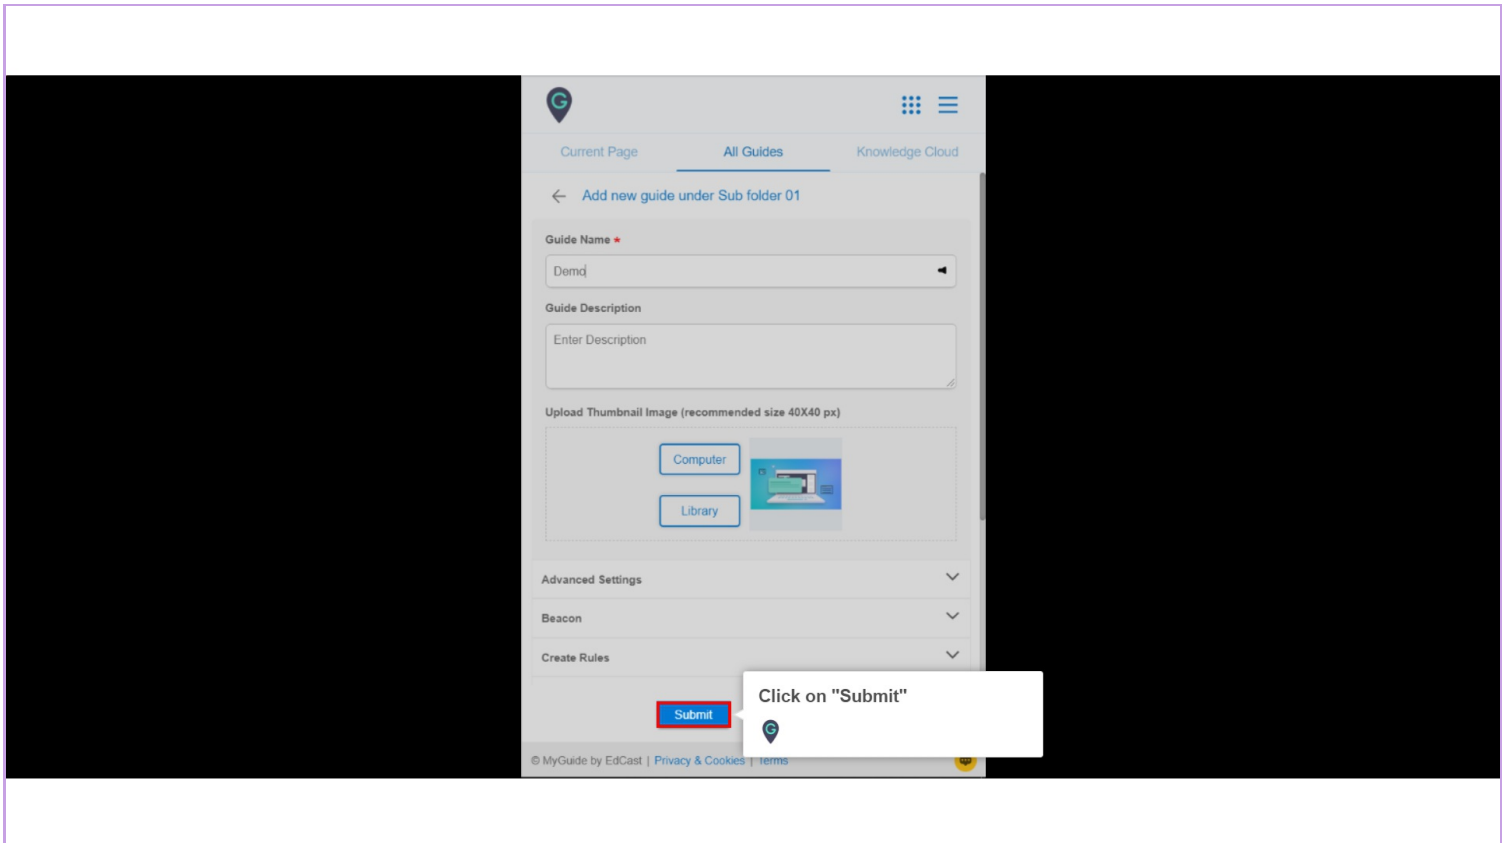 G
Current Page All Guides Knowledge Cloud
← Add new guide under Sub folder 01
Guide Name *
Demo
Guide Description
Enter Description
Upload Thumbnail Image (recommended size 40X40 px)
Computer
Library
Advanced Settings
Beacon
Create Rules
Submit
Click on "Submit"
G
© MyGuide by EdCast | Privacy & Cookies | Terms